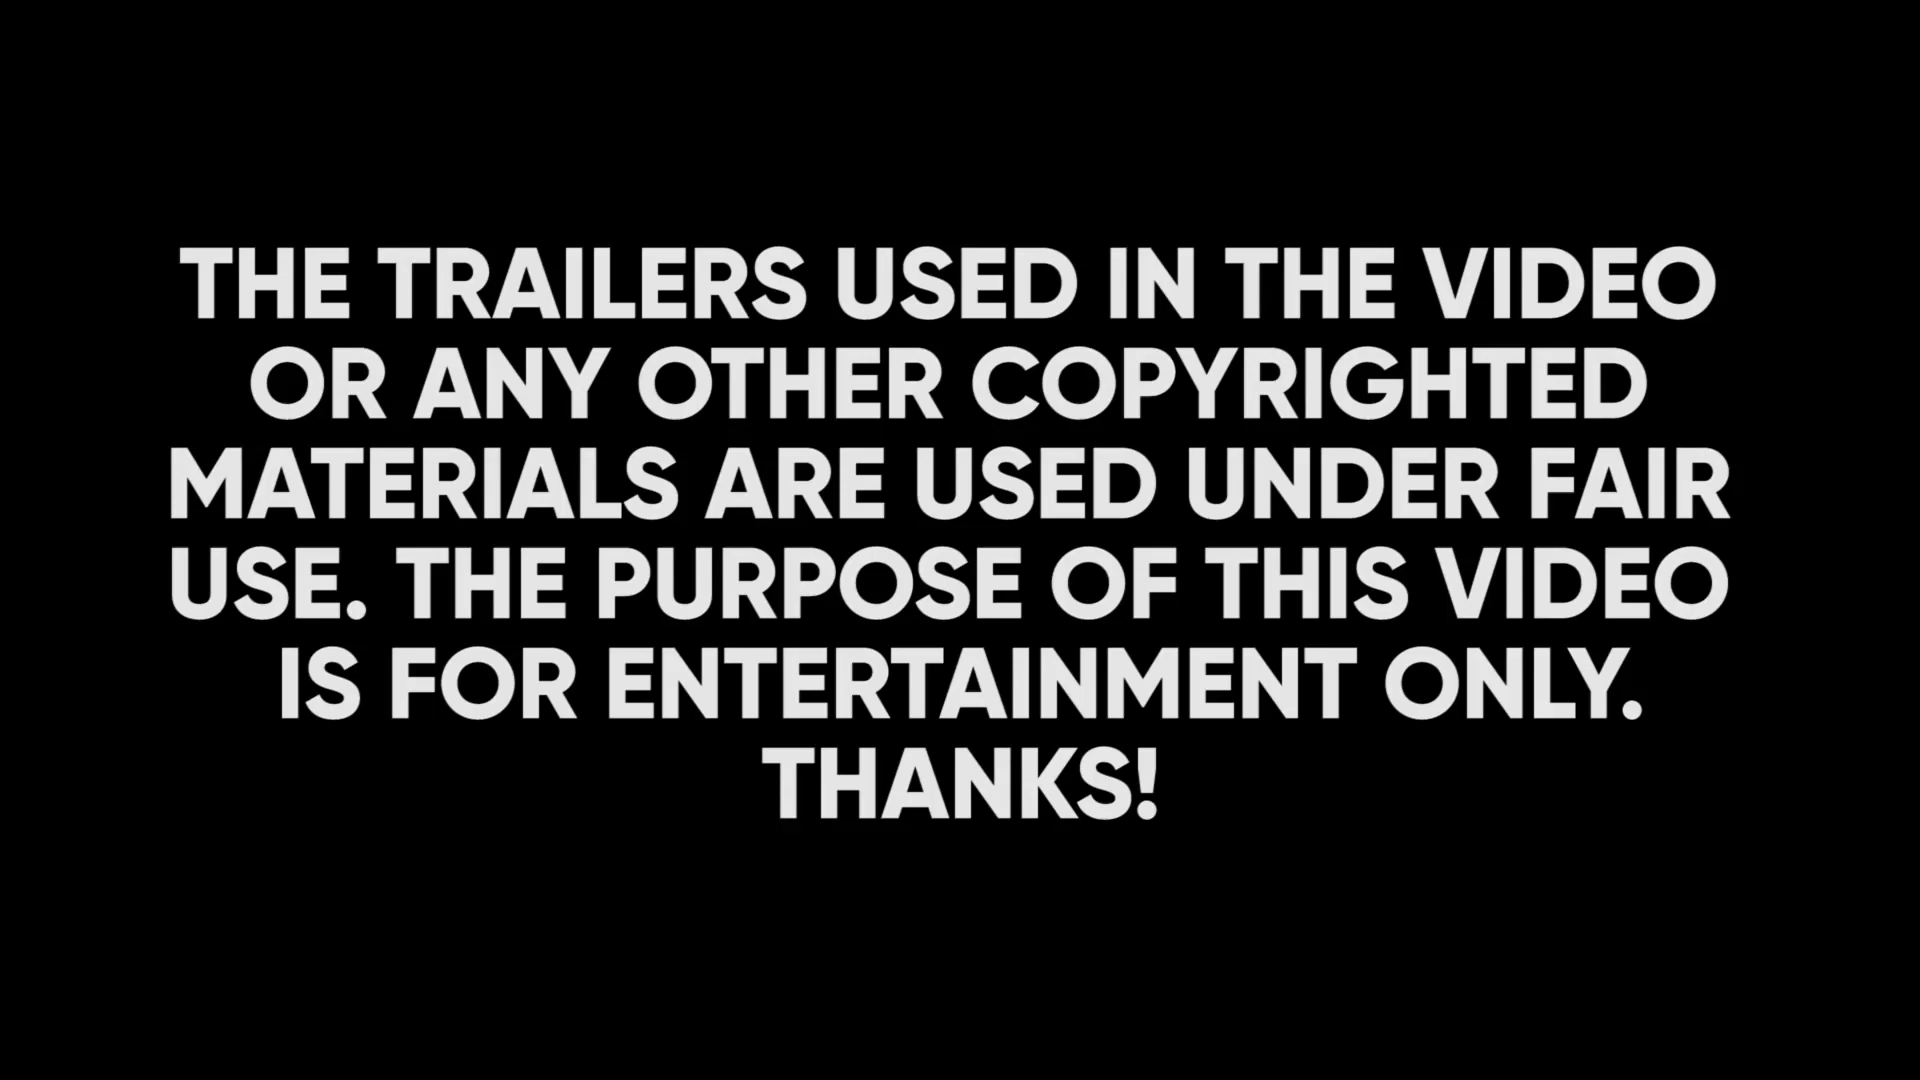 THE TRAILERS USED IN THE VIDEO
OR ANY OTHER COPYRIGHTED
MATERIALS ARE USED UNDER FAIR
USE. THE PURPOSE OF THIS VIDEO
IS FOR ENTERTAINMENT ONLY.
THANKS!